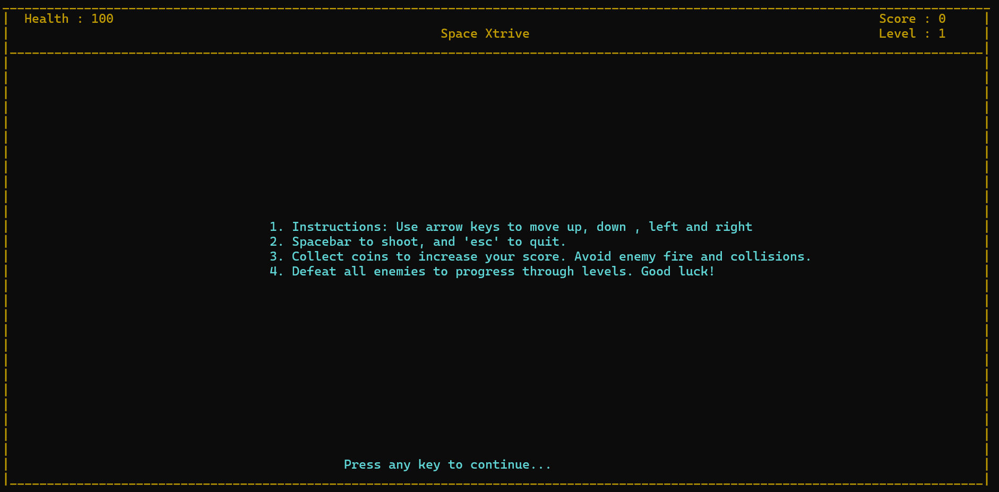 Health : 100
Score : 0
Space Xtrive
Level : 1
1. Instructions: Use arrow keys to move up, down , left and right
2. Spacebar to shoot, and 'esc' to quit.
3. Collect coins to increase your score. Avoid enemy fire and collisions.
4. Defeat all enemies to progress through levels. Good luck!
Press any key to continue...